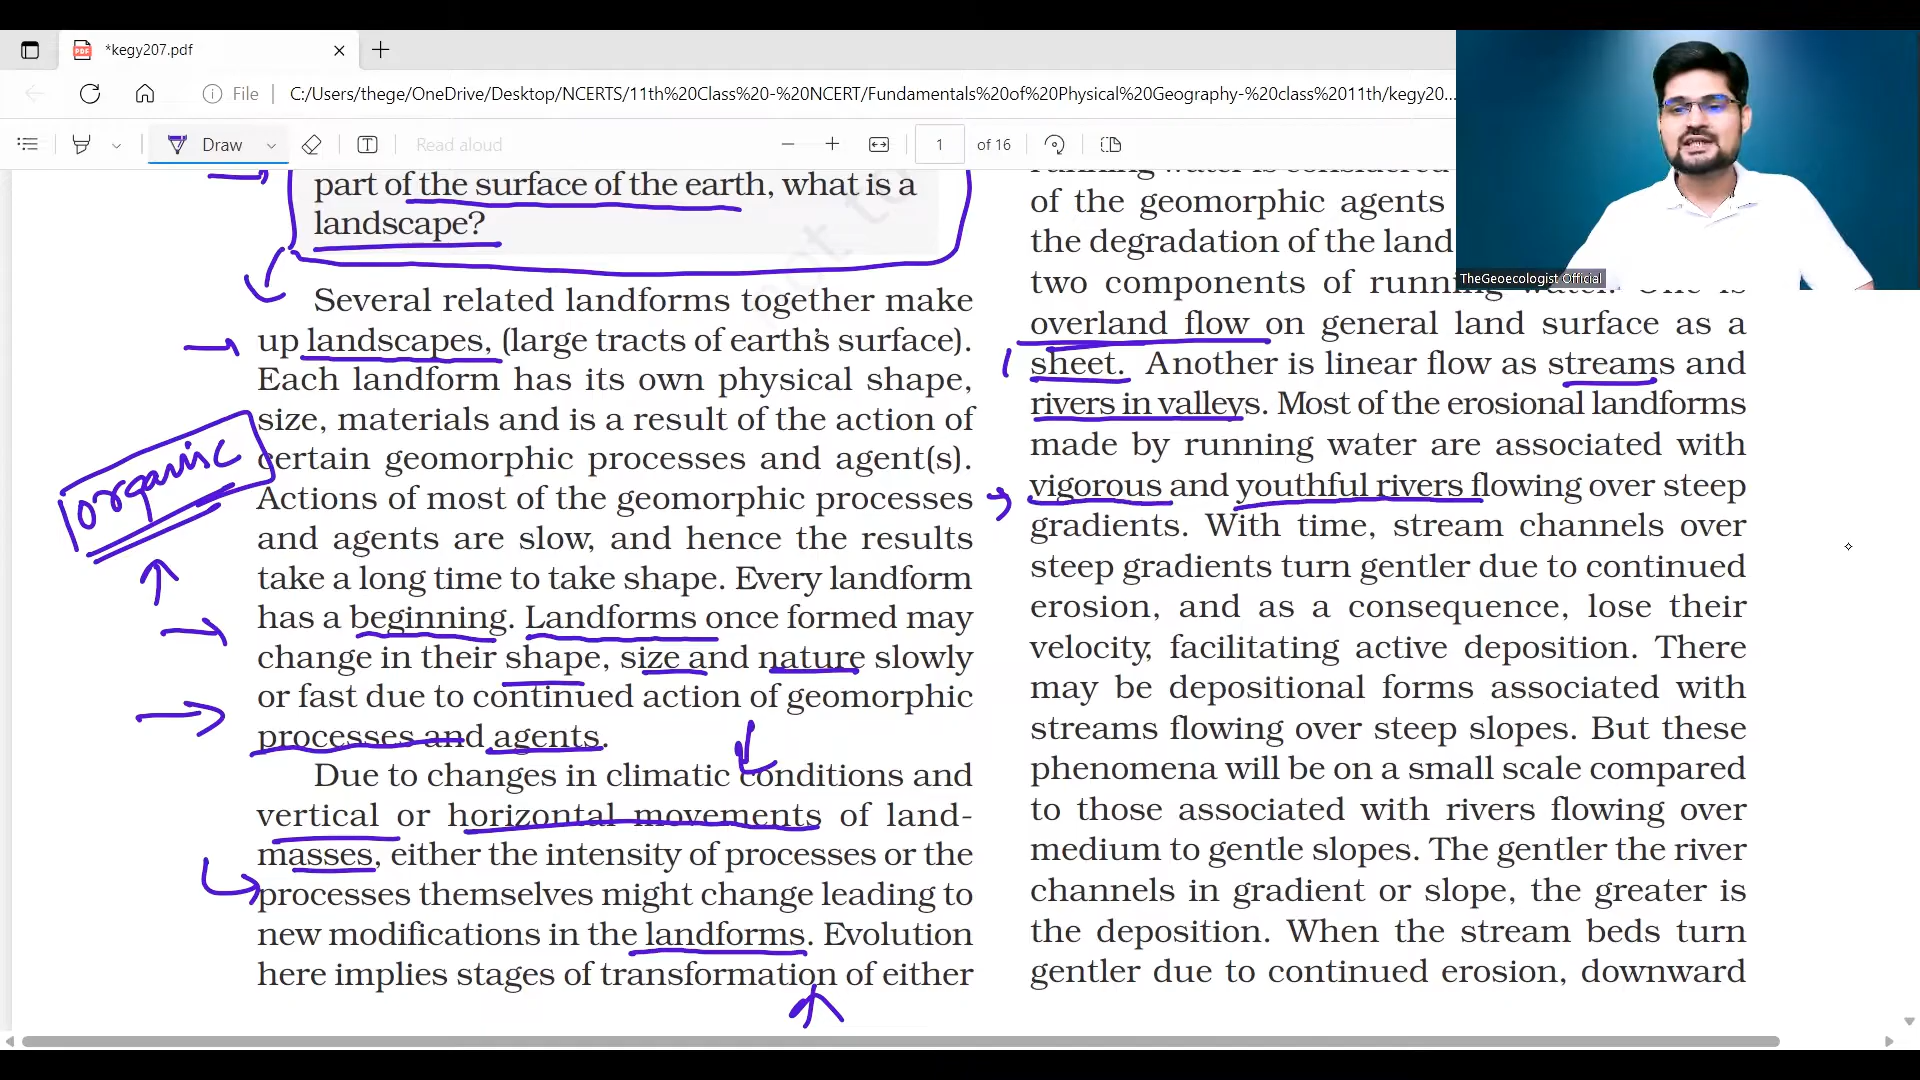 *kegy207.pdf
File
C:/Users/thege/OneDrive/Desktop/NCERTS/11th%20Class%20-%20NCERT/Fundamentals%20of%20Physical%20Geography-%20class%2011th/kegy20...
Draw
Read aloud
1
of 16
TheGeoecologist Official
part of the surface of the earth, what is a
landscape?
not to
Several related landforms together make
up landscapes, (large tracts of earth's surface).
Each landform has its own physical shape,
size, materials and is a result of the action of
certain geomorphic processes and agent(s).
Actions of most of the geomorphic processes
and agents are slow, and hence the results
take a long time to take shape. Every landform
has a beginning. Landforms once formed may
change in their shape, size and nature slowly
or fast due to continued action of geomorphic
processes and agents.
Due to changes in climatic conditions and
vertical or horizontal movements of land-
masses, either the intensity of processes or the
processes themselves might change leading to
new modifications in the landforms. Evolution
here implies stages of transformation of either
organic
running water is considered
of the geomorphic agents
the degradation of the land
two components of running water. One is
overland flow on general land surface as a
sheet. Another is linear flow as streams and
rivers in valleys. Most of the erosional landforms
made by running water are associated with
vigorous and youthful rivers flowing over steep
gradients. With time, stream channels over
steep gradients turn gentler due to continued
erosion, and as a consequence, lose their
velocity, facilitating active deposition. There
may be depositional forms associated with
streams flowing over steep slopes. But these
phenomena will be on a small scale compared
to those associated with rivers flowing over
medium to gentle slopes. The gentler the river
channels in gradient or slope, the greater is
the deposition. When the stream beds turn
gentler due to continued erosion, downward